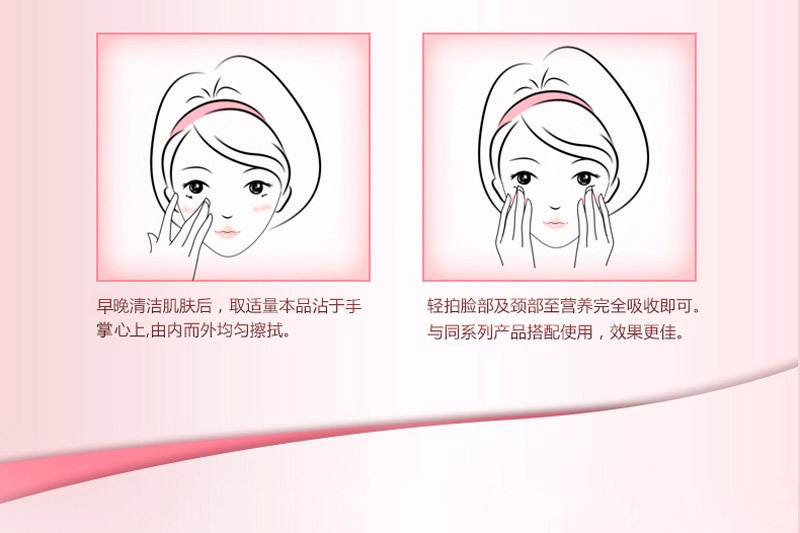 早晚清洁肌肤后，取适量本品沾于手
掌心上,由内而外均匀擦拭。
轻拍脸部及颈部至营养完全吸收即可。
与同系列产品搭配使用，效果更佳。